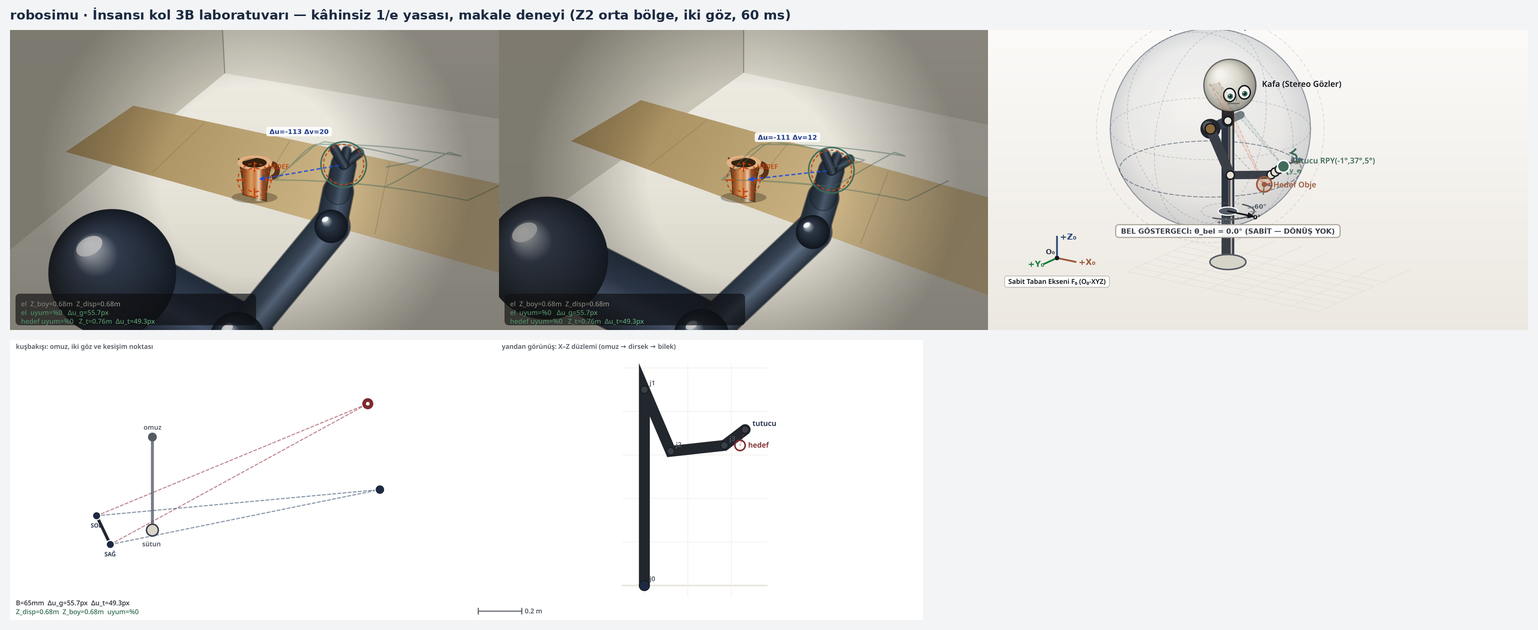 robosimu · İnsansı kol 3B laboratuvarı — kâhinsiz 1/e yasası, makale deneyi (Z2 orta bölge, iki göz, 60 ms)
Δu=-113 Δv=20
el Z_boy=0.68m Z_disp=0.68m
el uyum=%0 Δu_g=55.7px
hedef uyum=%0 Z_t=0.76m Δu_t=49.3px
Δu=-111 Δv=12
el Z_boy=0.68m Z_disp=0.68m
el uyum=%0 Δu_g=55.7px
hedef uyum=%0 Z_t=0.76m Δu_t=49.3px
Kafa (Stereo Gözler)
Tutucu RPY(-1°,37°,5°)
Hedef Obje
BEL GÖSTERGECİ: θ_bel = 0.0° (SABİT — DÖNÜŞ YOK)
+Z₀
O₀
+X₀
+Y₀
Sabit Taban Ekseni F₀ (O₀-XYZ)
kuşbakışı: omuz, iki göz ve kesişim noktası
omuz
SAĞ
sütun
B=65mm Δu_g=55.7px Δu_t=49.3px
Z_disp=0.68m Z_boy=0.68m uyum=%0
0.2 m
yandan görünüş: X–Z düzlemi (omuz → dirsek → bilek)
j1
tutucu
hedef
j0